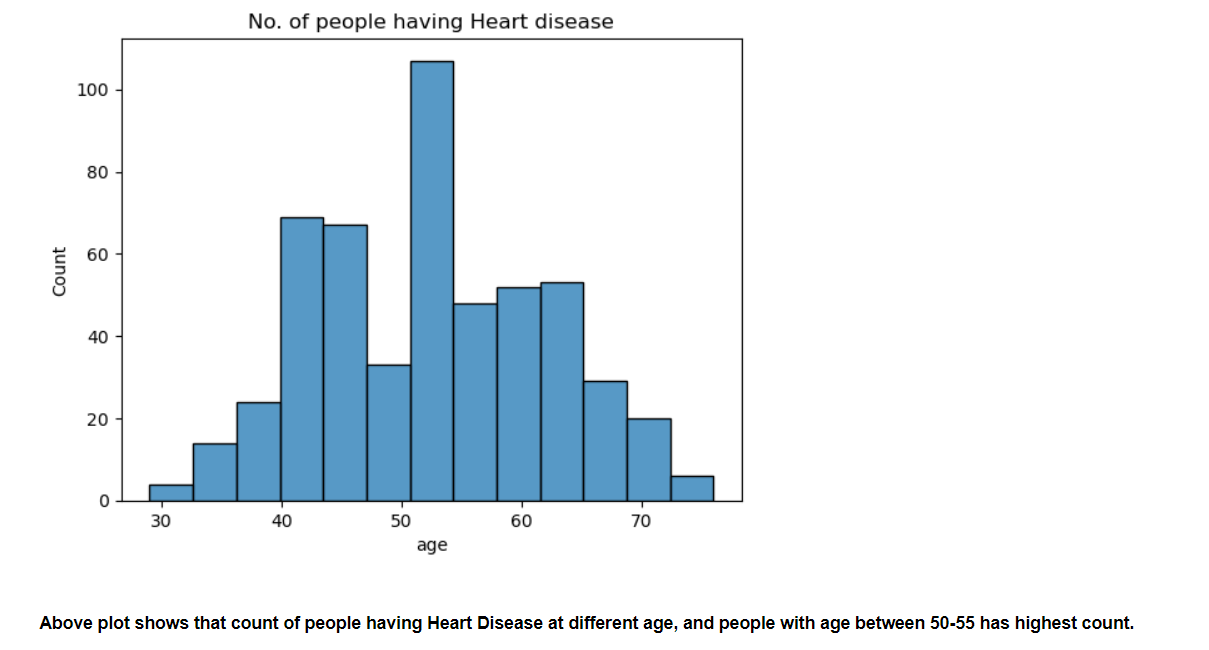 No. of people having Heart disease
100
80
60
40
20
0
Count
30 40 50 60 70
age
Above plot shows that count of people having Heart Disease at different age, and people with age between 50-55 has highest count.